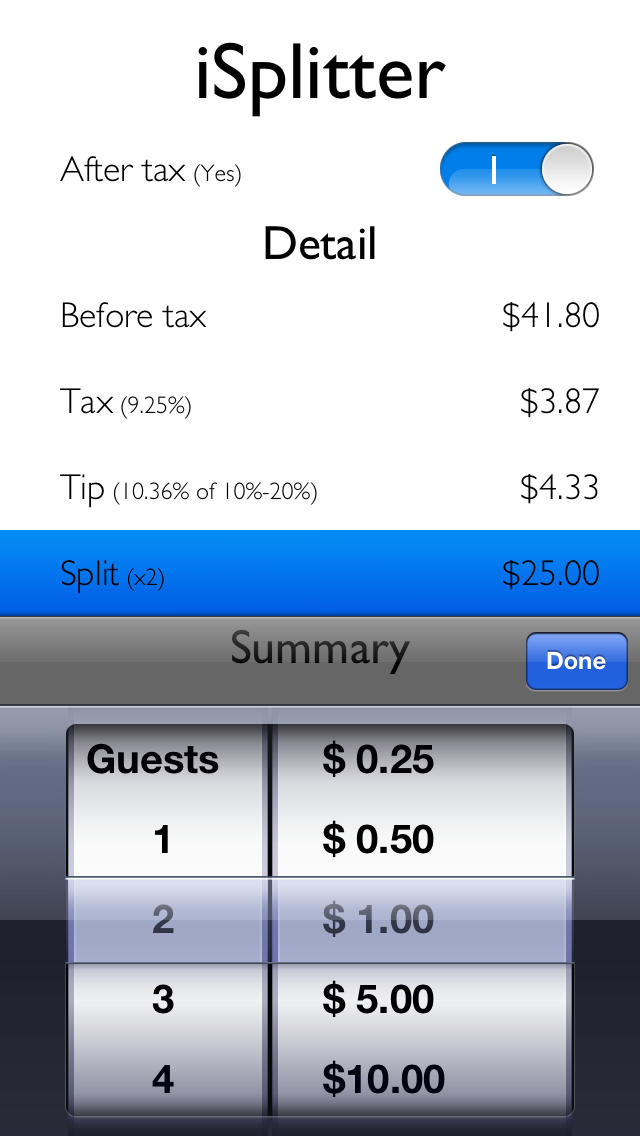 iSplitter
After tax (Yes)
Detail
Before tax $41.80
Tax (9.25%) $3.87
Tip (10.36% of 10%-20%) $4.33
Split (x2) $25.00
Summary Done
Guests $ 0.25
1 $ 0.50
2 $ 1.00
3 $ 5.00
4 $10.00